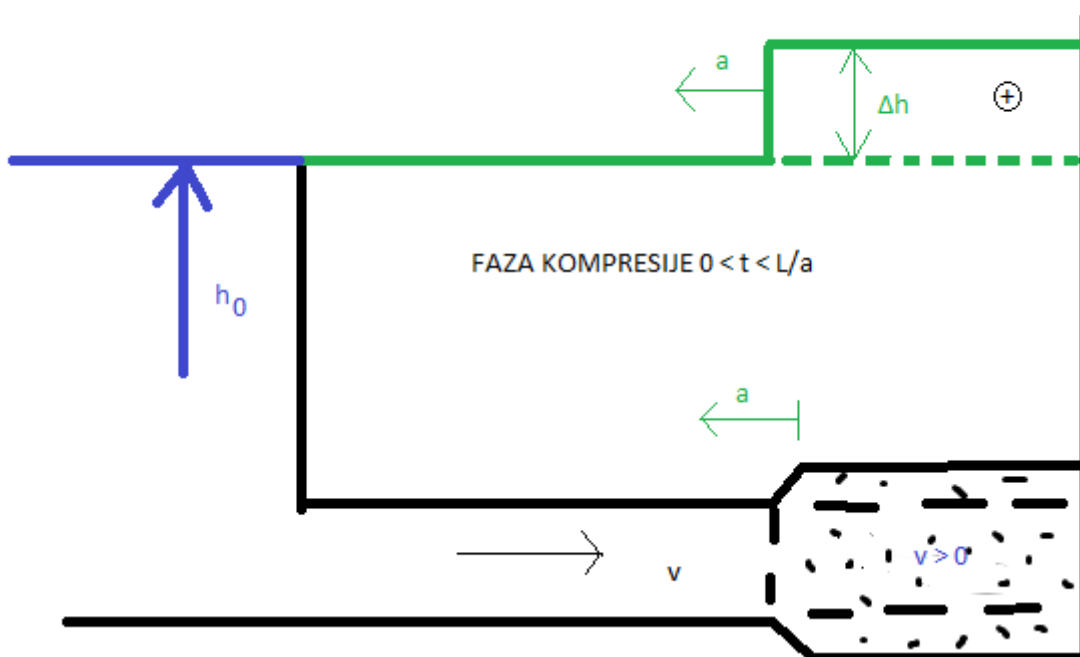 a
⊕
Δh
FAZA KOMPRESIJE 0 < t < L/a
h₀
a
v > 0
v